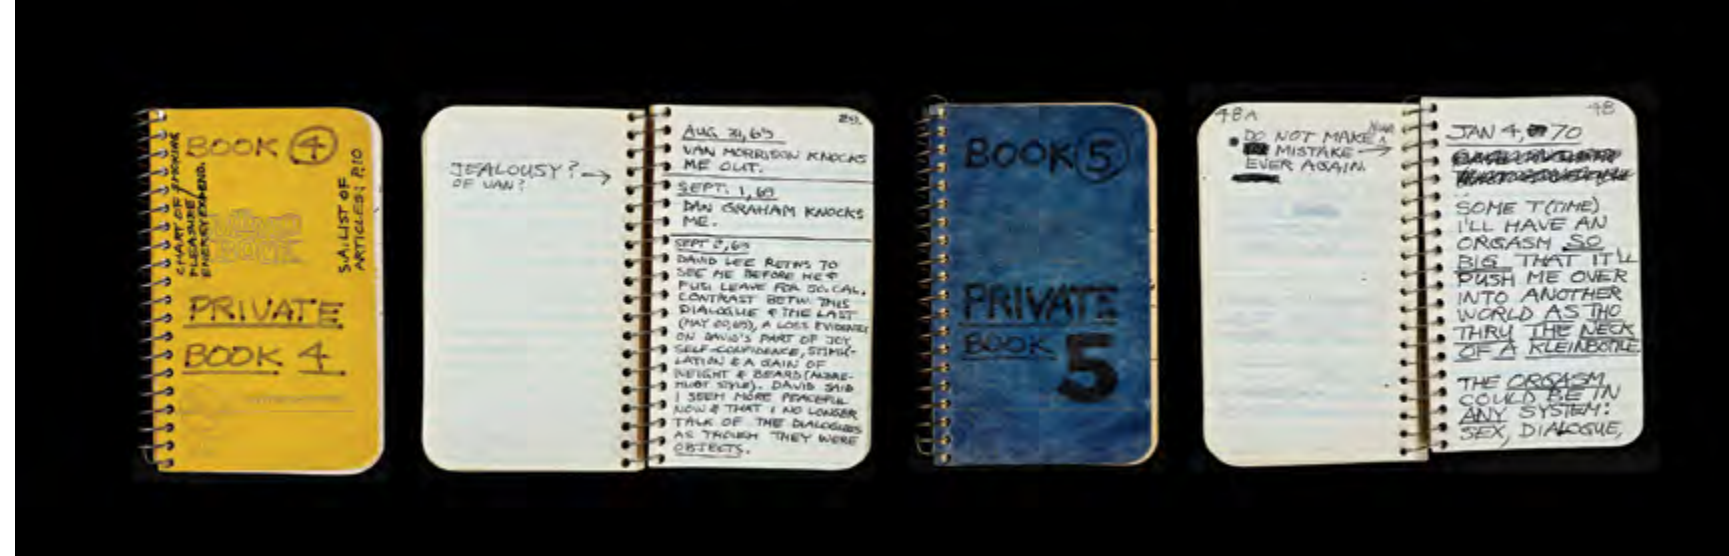 BOOK 4
CHART OF SMOKING
PLEASURE/
ENERGY EXPEND.
S.A. LIST OF
ARTICLES: P.10
PRIVATE
BOOK 4
JEALOUSY? →
OF VAN?
AUG 31, 69
VAN MORRISON KNOCKS
ME OUT.
SEPT. 1, 69
DAN GRAHAM KNOCKS
ME.
SEPT 2, 69
DAVID LEE RETNS TO
SEE ME BEFORE HE &
LEAVE FOR SO. CAL.
CONTRAST BETW. THIS
DIALOGUE & THE LAST
(MAY 20, 69), A LOSS EVIDENT
ON DAVID'S PART OF JOY
SELF-CONFIDENCE, STIMU-
LATION & A GAIN OF
WEIGHT & BEARD
STYLE). DAVID SAID
I SEEM MORE PEACEFUL
NOW & THAT I NO LONGER
TALK OF THE DIALOGUES
AS THOUGH THEY WERE
OBJECTS.
BOOK 5
PRIVATE
BOOK 5
48A
DO NOT MAKE
MISTAKE →
EVER AGAIN.
48
JAN 4, 70
SOME T (TIME)
I'LL HAVE AN
ORGASM SO
BIG THAT IT'LL
PUSH ME OVER
INTO ANOTHER
WORLD AS THO
THRU THE NECK
OF A KLEINBOTTLE
THE ORGASM
COULD BE IN
ANY SYSTEM:
SEX, DIALOGUE,